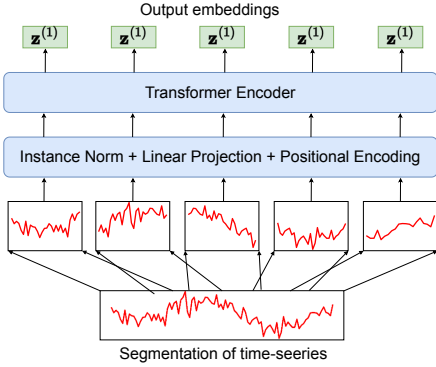 Output embeddings
z(1) z(1) z(1) z(1) z(1)
Transformer Encoder
Instance Norm + Linear Projection + Positional Encoding
Segmentation of time-seeries